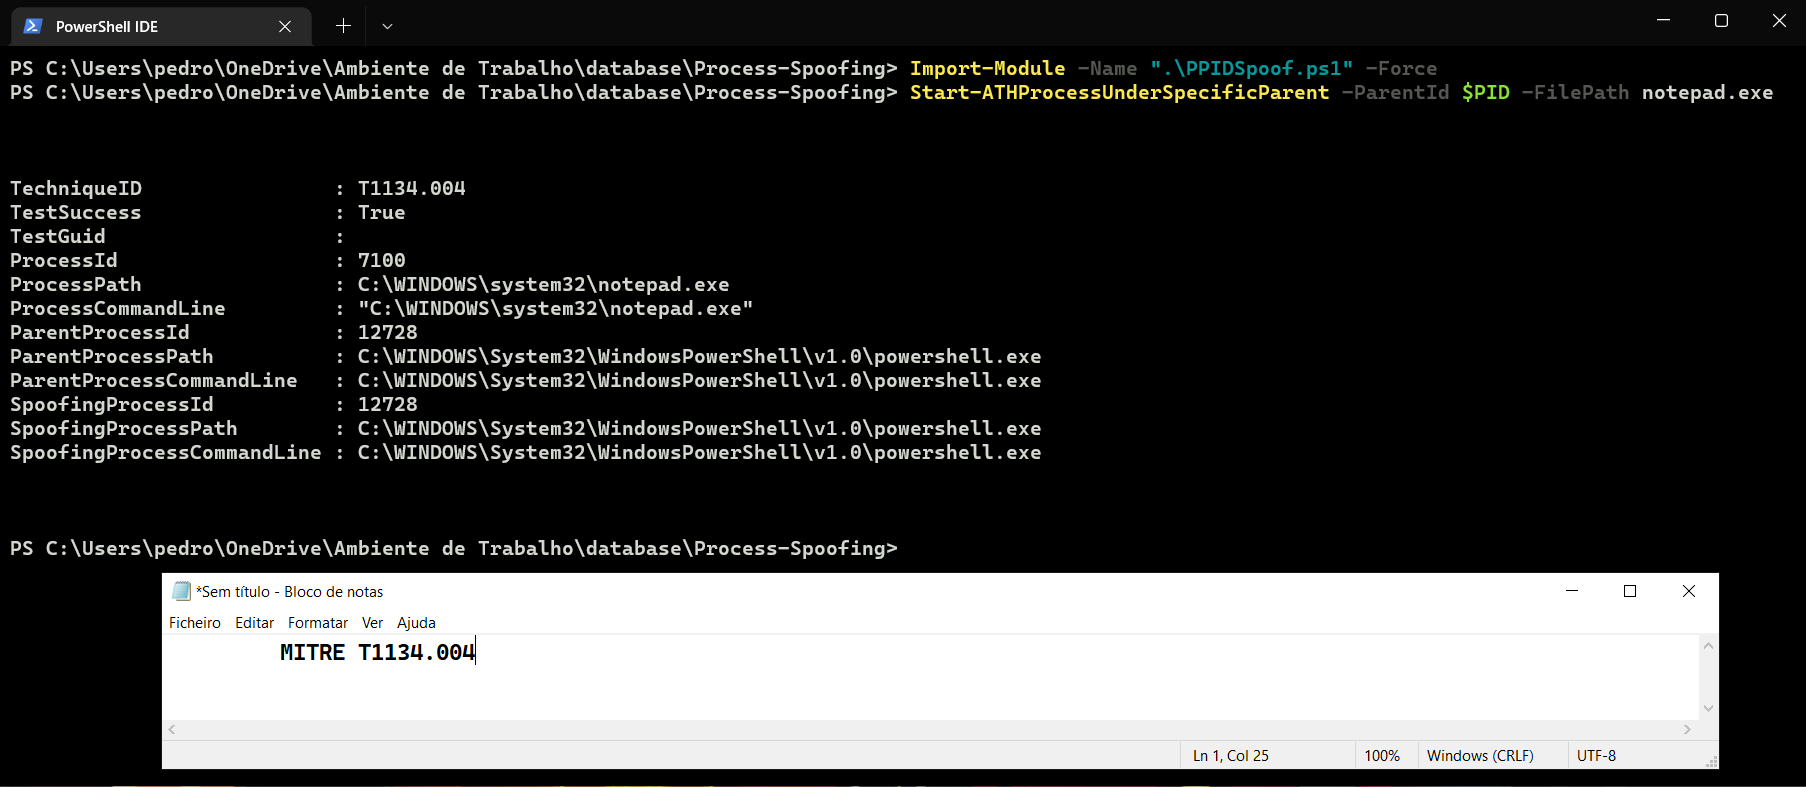 PowerShell IDE
PS C:\Users\pedro\OneDrive\Ambiente de Trabalho\database\Process-Spoofing> Import-Module -Name ".\PPIDSpoof.ps1" -Force
PS C:\Users\pedro\OneDrive\Ambiente de Trabalho\database\Process-Spoofing> Start-ATHProcessUnderSpecificParent -ParentId $PID -FilePath notepad.exe
TechniqueID : T1134.004
TestSuccess : True
TestGuid :
ProcessId : 7100
ProcessPath : C:\WINDOWS\system32\notepad.exe
ProcessCommandLine : "C:\WINDOWS\system32\notepad.exe"
ParentProcessId : 12728
ParentProcessPath : C:\WINDOWS\System32\WindowsPowerShell\v1.0\powershell.exe
ParentProcessCommandLine : C:\WINDOWS\System32\WindowsPowerShell\v1.0\powershell.exe
SpoofingProcessId : 12728
SpoofingProcessPath : C:\WINDOWS\System32\WindowsPowerShell\v1.0\powershell.exe
SpoofingProcessCommandLine : C:\WINDOWS\System32\WindowsPowerShell\v1.0\powershell.exe
PS C:\Users\pedro\OneDrive\Ambiente de Trabalho\database\Process-Spoofing>
*Sem título - Bloco de notas
Ficheiro Editar Formatar Ver Ajuda
MITRE T1134.004
Ln 1, Col 25 100% Windows (CRLF) UTF-8